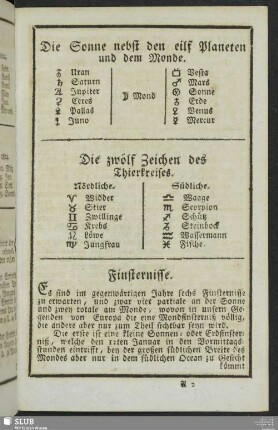 Die Sonne nebst den eilf Planeten
und dem Monde.
♅ Uran
♄ Saturn
♃ Jupiter
⚳ Ceres
⚴ Pallas
⚵ Juno
☽ Mond
Vesta
♂ Mars
☉ Sonne
♁ Erde
♀ Venus
☿ Mercur
Die zwölf Zeichen des
Thierkreises.
Nördliche.
♈ Widder
♉ Stier
♊ Zwillinge
♋ Krebs
♌ Löwe
♍ Jungfrau
Südliche.
♎ Waage
♏ Scorpion
♐ Schütz
♑ Steinbock
♒ Wassermann
♓ Fische.
Finsternisse.
Es sind im gegenwärtigen Jahre sechs Finsternisse
zu erwarten, und zwar vier partiale an der Sonne
und zwey totale am Monde, wovon in unsern Ge-
genden von Europa die eine Mondfinsterniß völlig,
die andere aber nur zum Theil sichtbar seyn wird.
Die erste ist eine kleine Sonnen- oder Erdfinster-
niß, welche den 12ten Januar in den Vormittags-
stunden eintrifft, bey der großen südlichen Breite des
Mondes aber nur in dem südlichen Ocean zu Gesicht
kömmt
A 2
SLUB